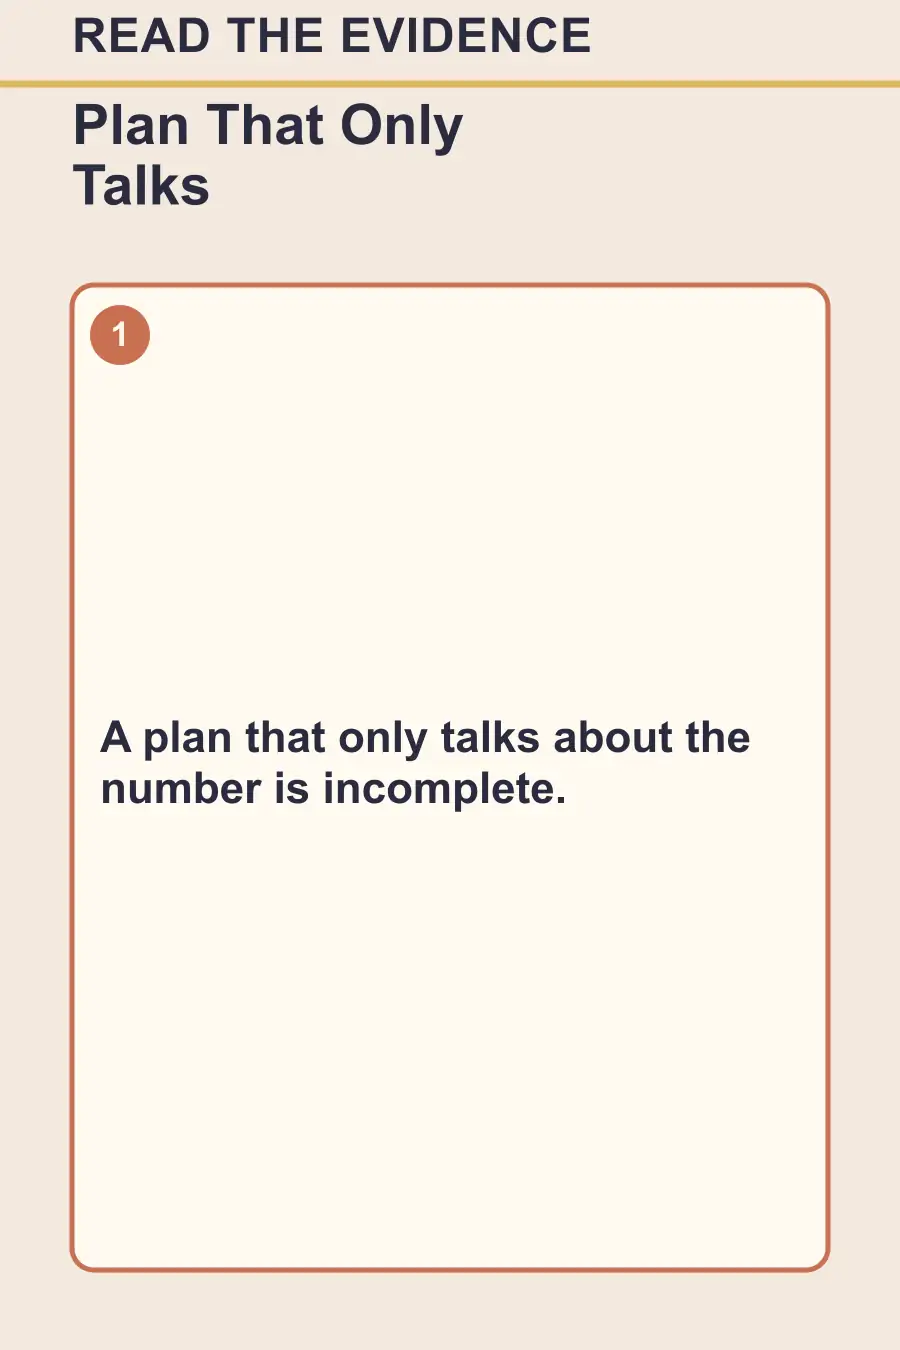 READ THE EVIDENCE
Plan That Only
Talks
1
A plan that only talks about the
number is incomplete.